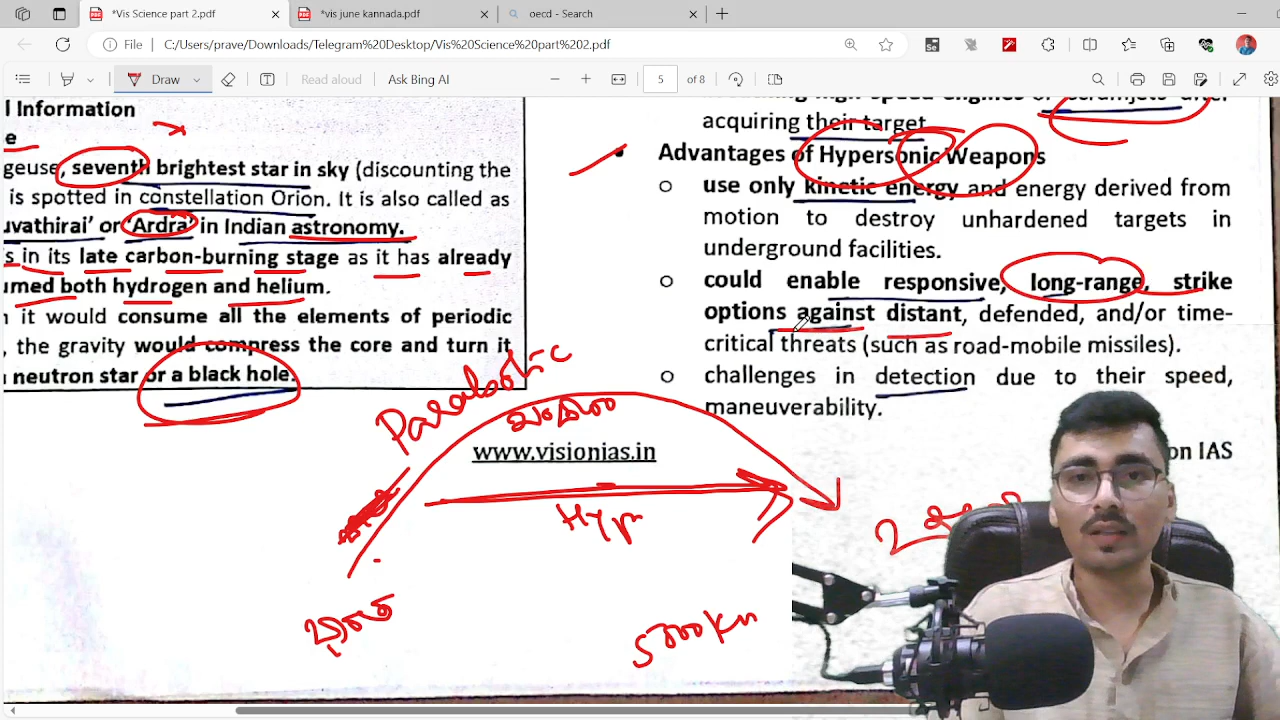 *Vis Science part 2.pdf
*vis june kannada.pdf
oecd - Search
File C:/Users/prave/Downloads/Telegram%20Desktop/Vis%20Science%20part%202.pdf
Draw
Read aloud
Ask Bing AI
5 of 8
l Information
e
geuse, seventh brightest star in sky (discounting the
is spotted in constellation Orion. It is also called as
uvathirai' or 'Ardra' in Indian astronomy.
s in its late carbon-burning stage as it has already
umed both hydrogen and helium.
it would consume all the elements of periodic
, the gravity would compress the core and turn it
neutron star or a black hole.
www.visionias.in
high speed engines or scramjets after
acquiring their target
• Advantages of Hypersonic Weapons
o use only kinetic energy and energy derived from
motion to destroy unhardened targets in
underground facilities.
o could enable responsive, long-range, strike
options against distant, defended, and/or time-
critical threats (such as road-mobile missiles).
o challenges in detection due to their speed,
maneuverability.
on IAS
Parabolic
Hyp
5000km